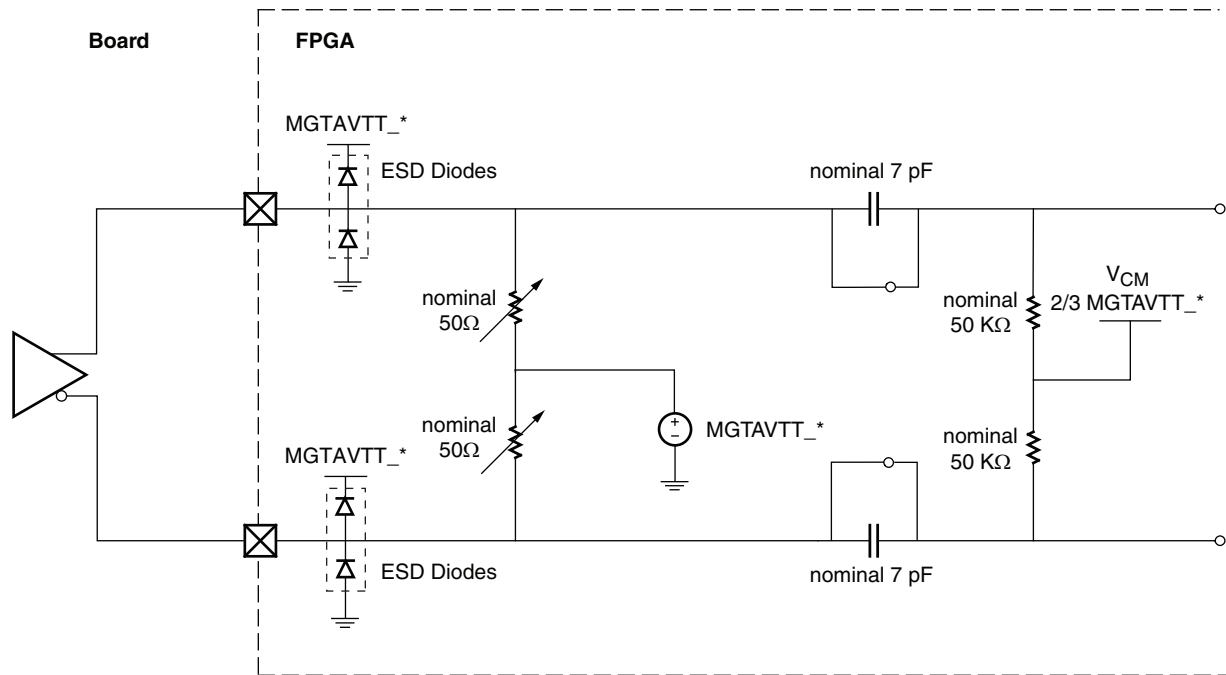 Board
FPGA
MGTAVTT_*
ESD Diodes
nominal 7 pF
nominal
50Ω
nominal
50 KΩ
VCM
2/3 MGTAVTT_*
nominal
50Ω
MGTAVTT_*
+
−
nominal
50 KΩ
MGTAVTT_*
ESD Diodes
nominal 7 pF